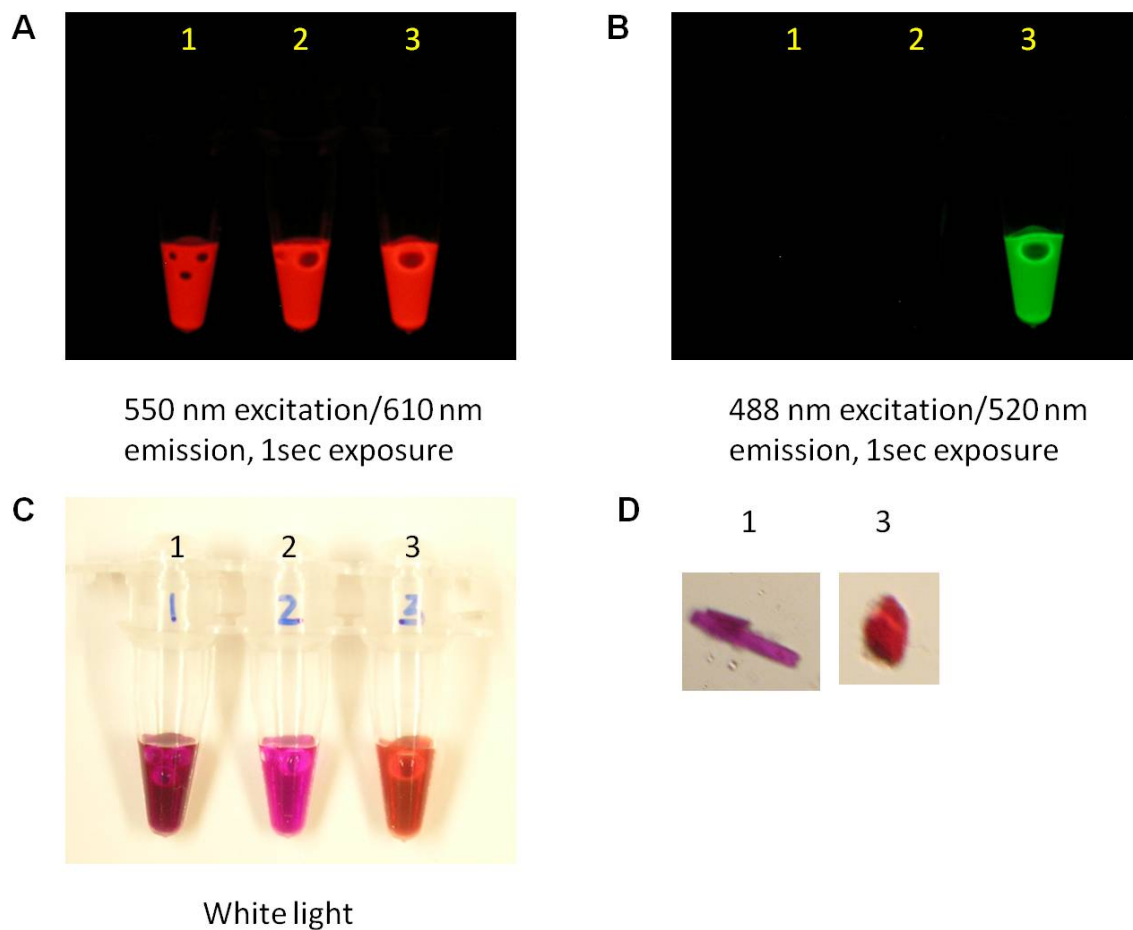 A
1 2 3
550 nm excitation/610 nm
emission, 1sec exposure
B
1 2 3
488 nm excitation/520 nm
emission, 1sec exposure
C
1 2 3
1 2 3
White light
D
1 3